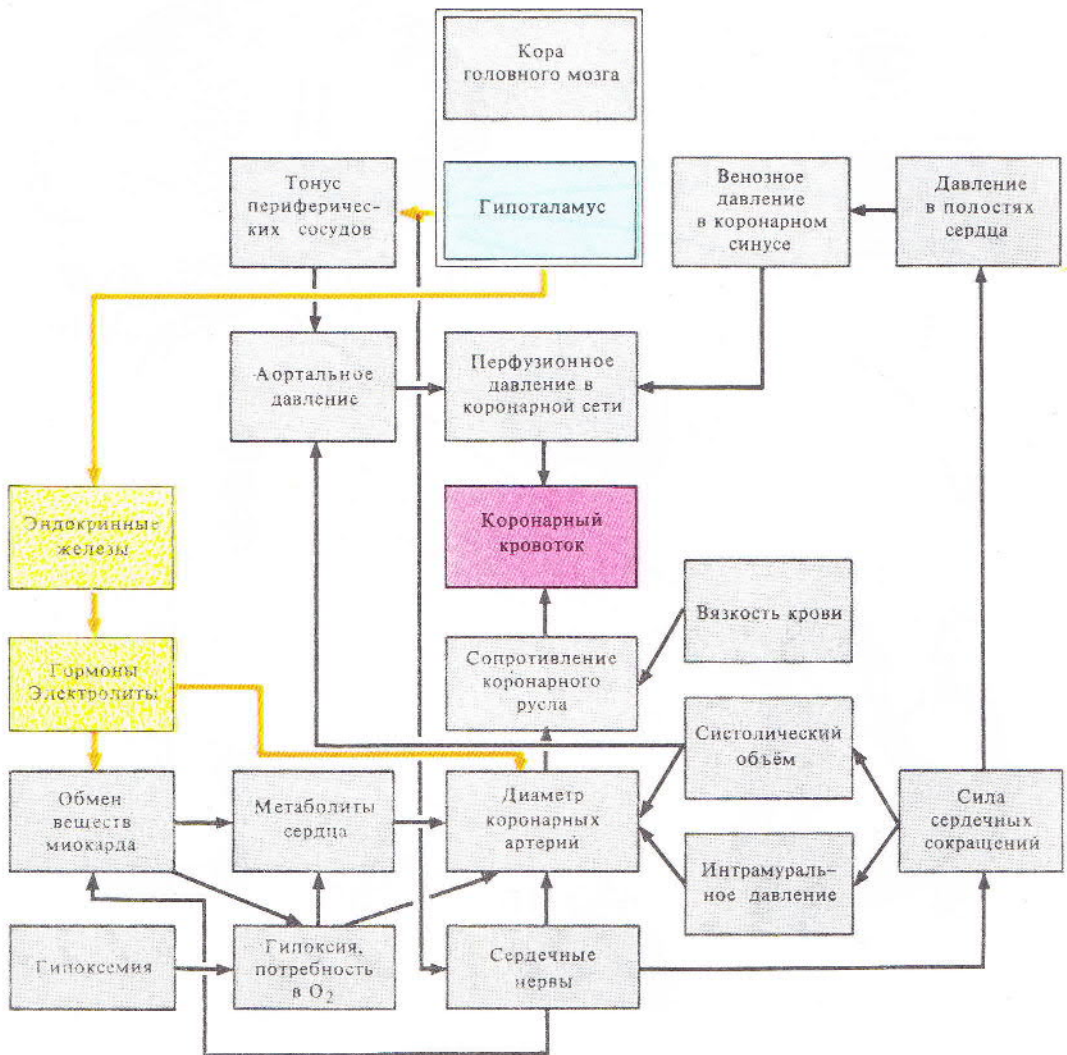 Кора
головного мозга
Тонус
периферичес-
ких сосудов
Гипоталамус
Венозное
давление
в коронарном
синусе
Давление
в полостях
сердца
Аортальное
давление
Перфузионное
давление в
коронарной сети
Эндокринные
железы
Коронарный
кровоток
Вязкость крови
Гормоны
Электролиты
Сопротивление
коронарного
русла
Систолический
объём
Обмен
веществ
миокарда
Метаболиты
сердца
Диаметр
коронарных
артерий
Сила
сердечных
сокращений
Интрамураль-
ное давление
Гипоксемия
Гипоксия,
потребность
в O₂
Сердечные
нервы